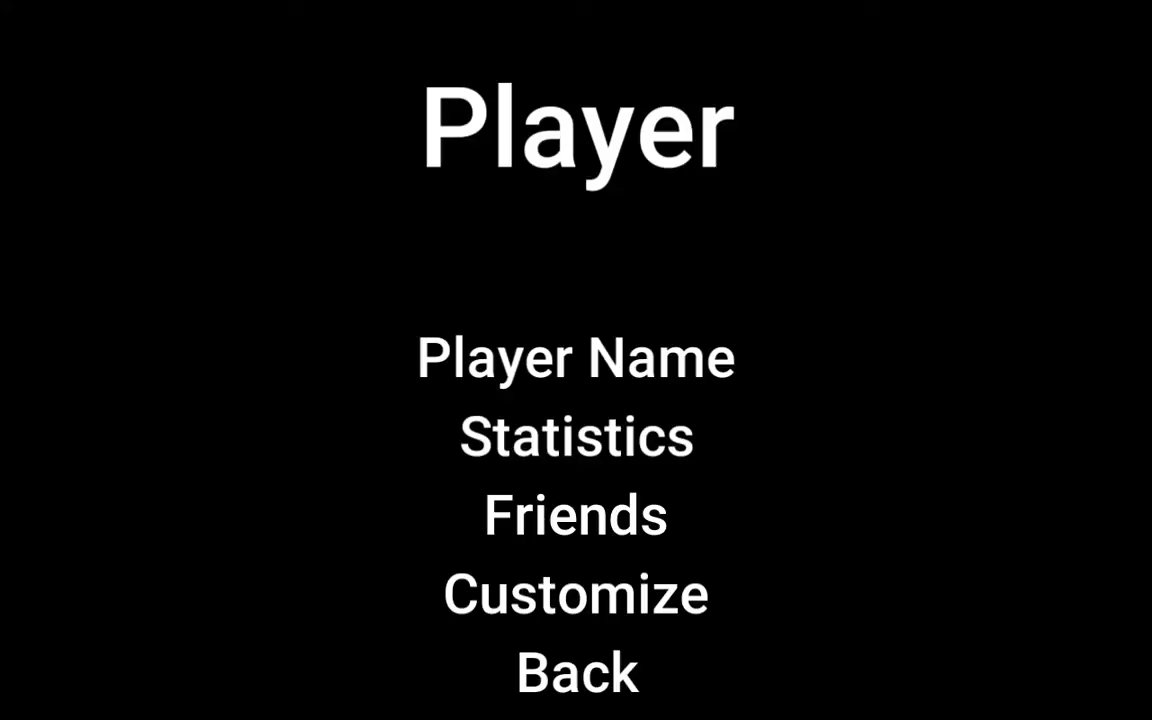 Player
Player Name
Statistics
Friends
Customize
Back